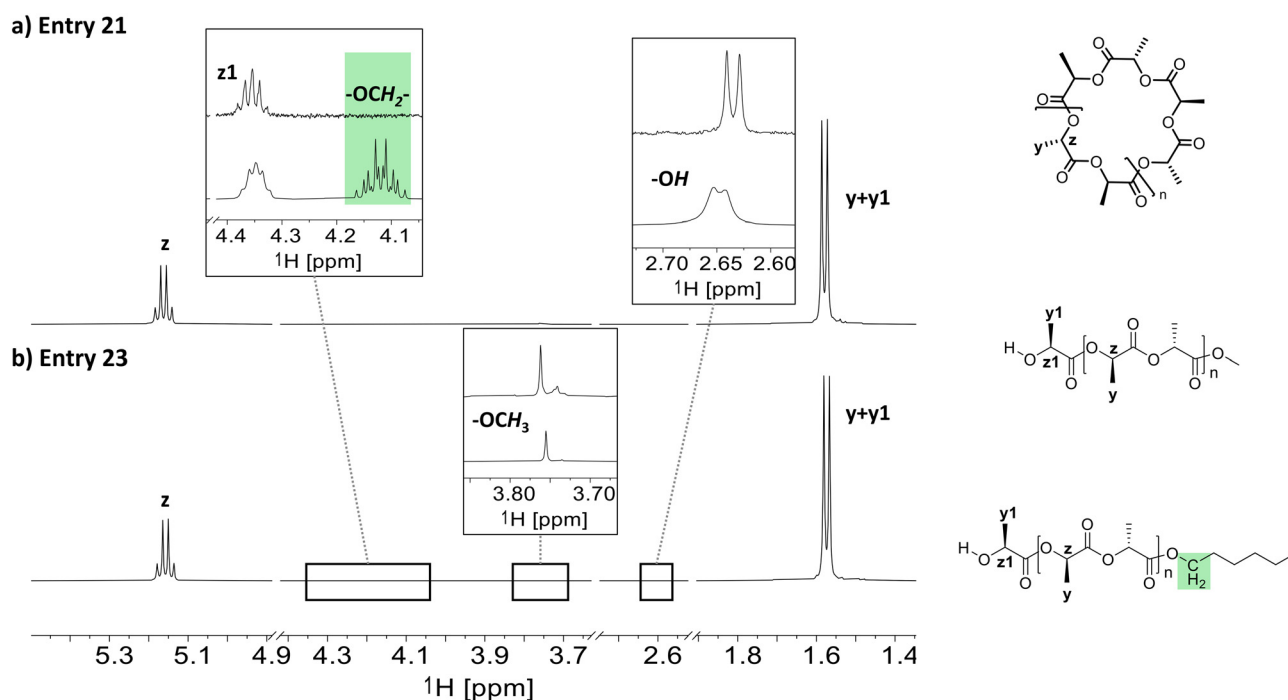 a) Entry 21
z1
-OCH2-
4.4 4.3 4.2 4.1
1H [ppm]
-OH
2.70 2.65 2.60
1H [ppm]
z
y+y1
b) Entry 23
-OCH3
3.80 3.70
1H [ppm]
z
y+y1
5.3 5.1 4.9 4.3 4.1 3.9 3.7 2.6 1.8 1.6 1.4
1H [ppm]
O
O
O
O
O
O
O
O
O
y
z
O
O
O
O
n
y1
H
O
z1
O
O
z
O
O
O
n
O
y
y1
H
O
z1
O
O
z
O
O
O
n
O
C
H2
y